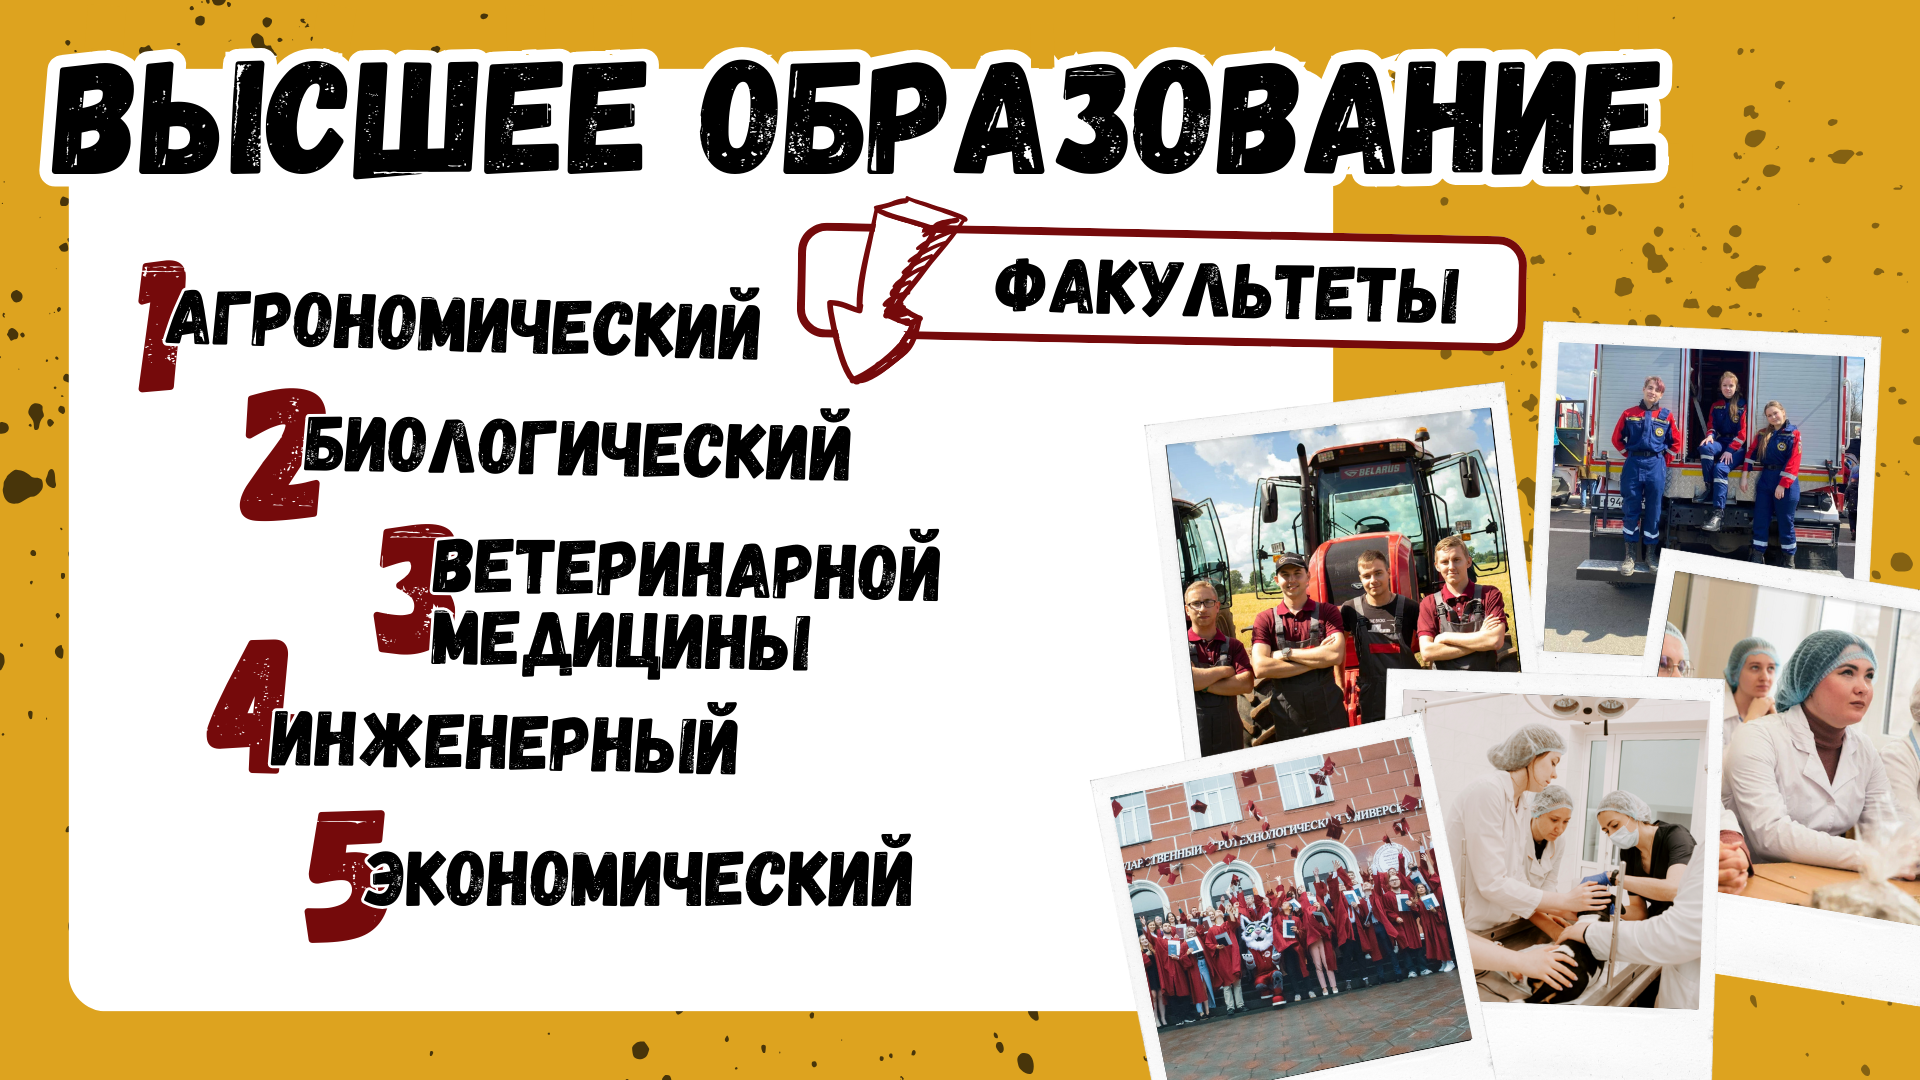 ВЫСШЕЕ ОБРАЗОВАНИЕ
ФАКУЛЬТЕТЫ
1 АГРОНОМИЧЕСКИЙ
2 БИОЛОГИЧЕСКИЙ
3 ВЕТЕРИНАРНОЙ
МЕДИЦИНЫ
4 ИНЖЕНЕРНЫЙ
5 ЭКОНОМИЧЕСКИЙ
BELARUS